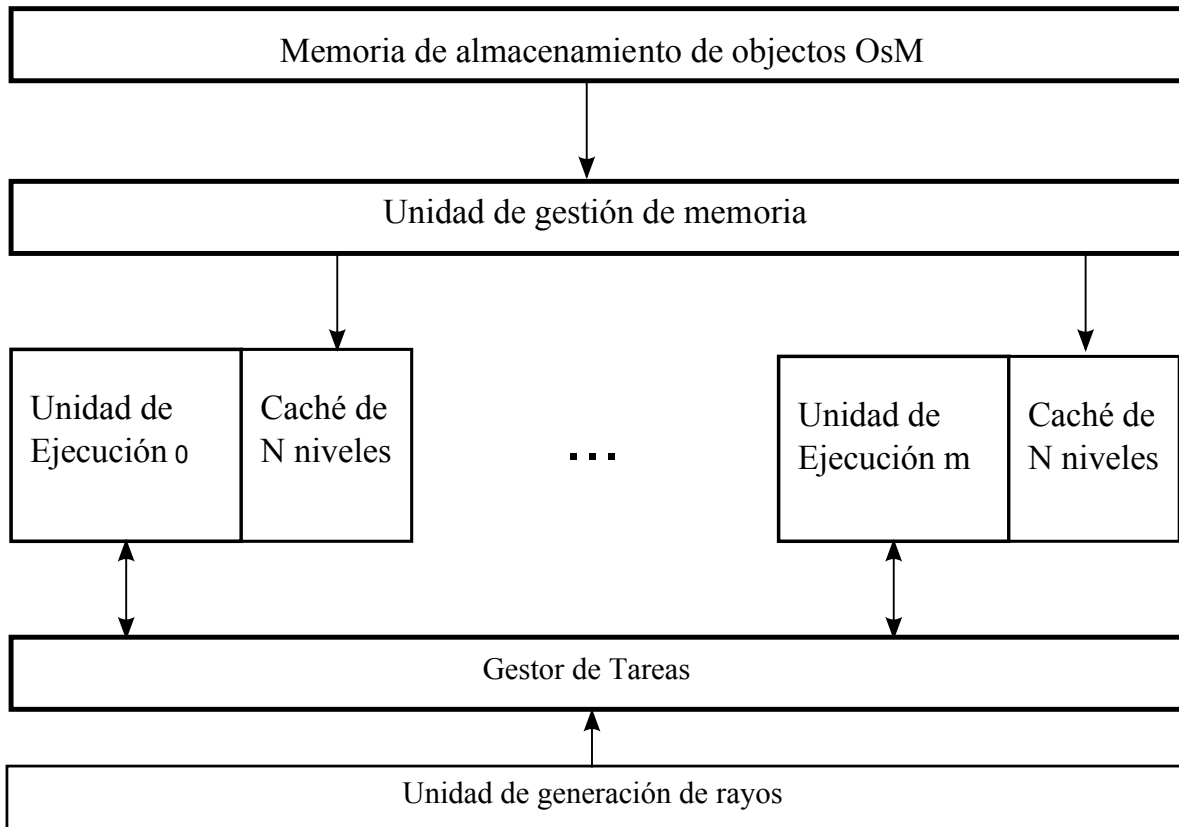 Memoria de almacenamiento de objectos OsM
Unidad de gestión de memoria
Unidad de
Ejecución 0
Caché de
N niveles
...
Unidad de
Ejecución m
Caché de
N niveles
Gestor de Tareas
Unidad de generación de rayos